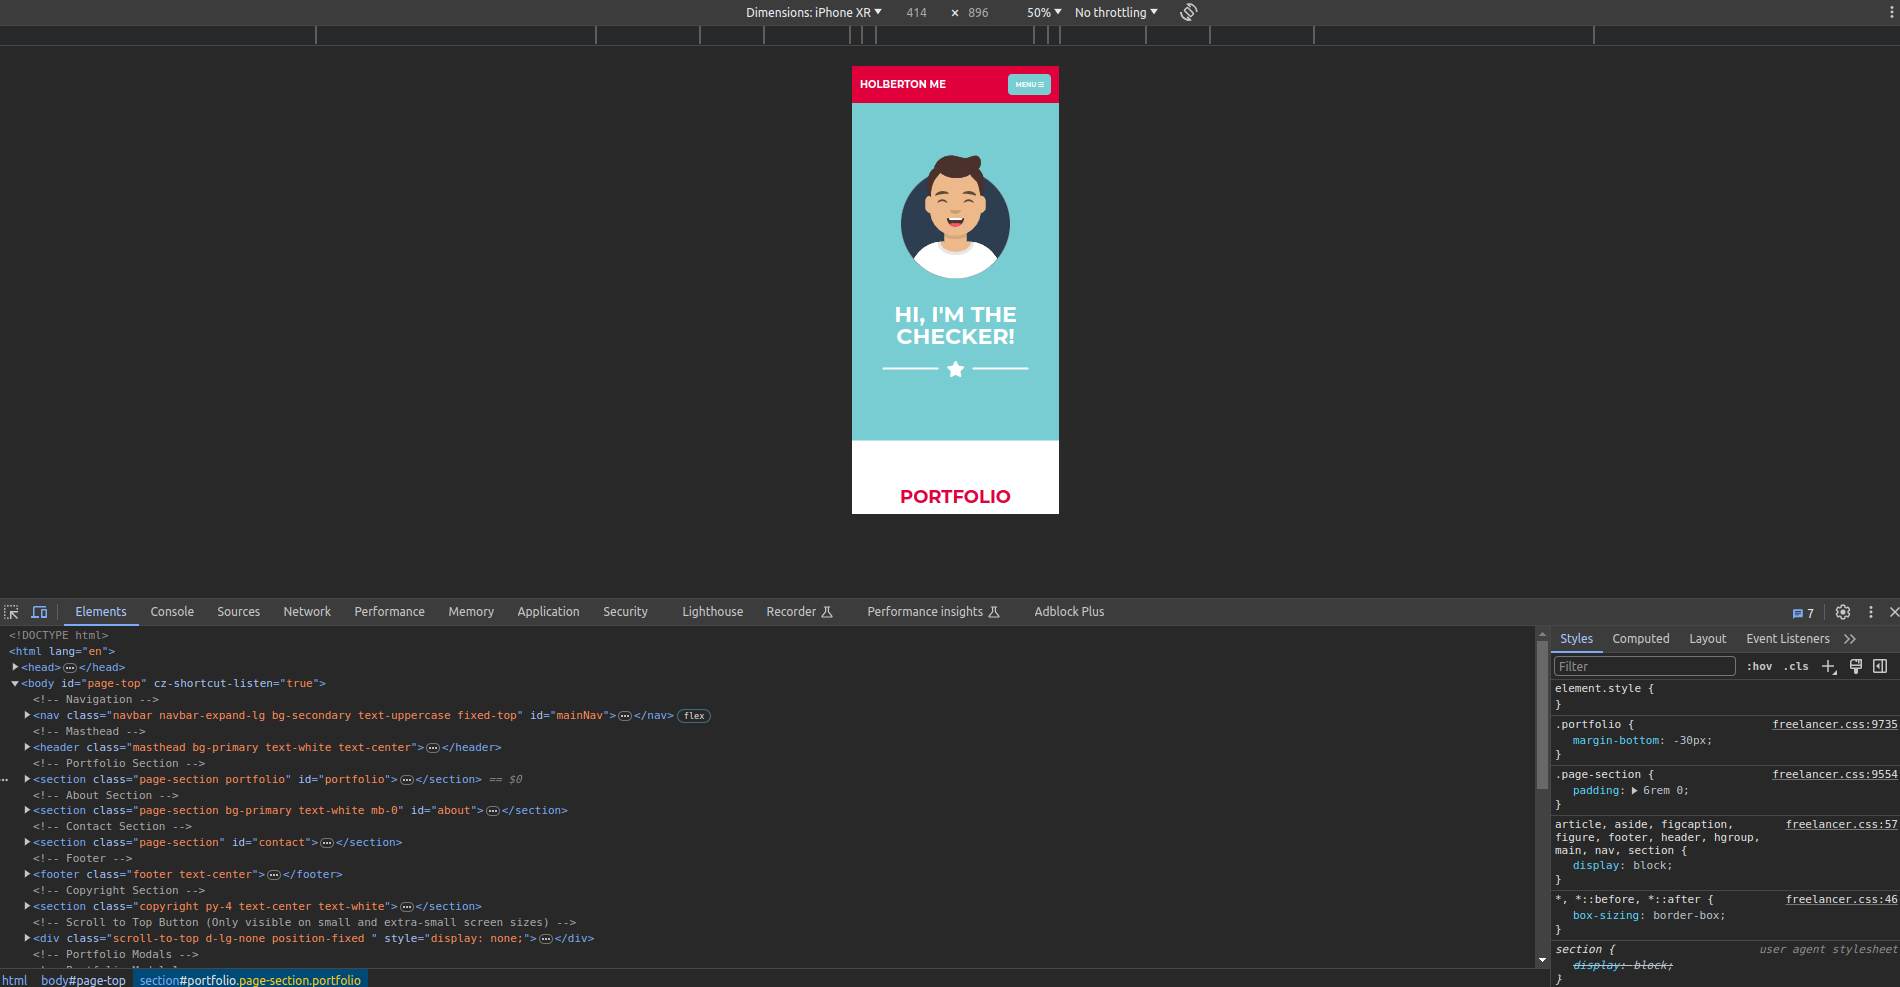 Dimensions: iPhone XR 414 × 896 50% No throttling
HOLBERTON ME MENU
HI, I'M THE
CHECKER!
PORTFOLIO
Elements Console Sources Network Performance Memory Application Security Lighthouse Recorder Performance insights Adblock Plus 7
<!DOCTYPE html>
<html lang="en">
<head> ••• </head>
<body id="page-top" cz-shortcut-listen="true">
<!-- Navigation -->
<nav class="navbar navbar-expand-lg bg-secondary text-uppercase fixed-top" id="mainNav"> ••• </nav> flex
<!-- Masthead -->
<header class="masthead bg-primary text-white text-center"> ••• </header>
<!-- Portfolio Section -->
<section class="page-section portfolio" id="portfolio"> ••• </section> == $0
<!-- About Section -->
<section class="page-section bg-primary text-white mb-0" id="about"> ••• </section>
<!-- Contact Section -->
<section class="page-section" id="contact"> ••• </section>
<!-- Footer -->
<footer class="footer text-center"> ••• </footer>
<!-- Copyright Section -->
<section class="copyright py-4 text-center text-white"> ••• </section>
<!-- Scroll to Top Button (Only visible on small and extra-small screen sizes) -->
<div class="scroll-to-top d-lg-none position-fixed " style="display: none;"> ••• </div>
<!-- Portfolio Modals -->
html body#page-top section#portfolio.page-section.portfolio
Styles Computed Layout Event Listeners
Filter :hov .cls
element.style {
}
.portfolio { freelancer.css:9735
margin-bottom: -30px;
}
.page-section { freelancer.css:9554
padding: 6rem 0;
}
article, aside, figcaption, freelancer.css:57
figure, footer, header, hgroup,
main, nav, section {
display: block;
}
*, *::before, *::after { freelancer.css:46
box-sizing: border-box;
}
section { user agent stylesheet
display: block;
}